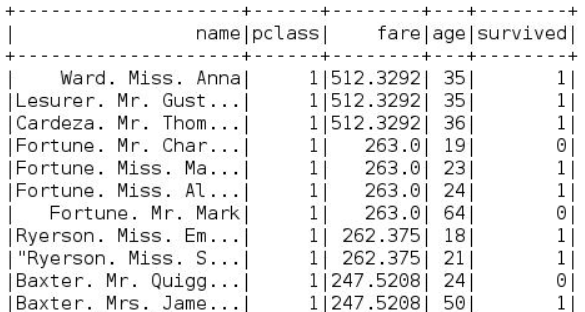 +--------------------+------+--------+---+--------+
|                name|pclass|    fare|age|survived|
+--------------------+------+--------+---+--------+
|    Ward. Miss. Anna|     1|512.3292| 35|       1|
|Lesurer. Mr. Gust...|     1|512.3292| 35|       1|
|Cardeza. Mr. Thom...|     1|512.3292| 36|       1|
|Fortune. Mr. Char...|     1|   263.0| 19|       0|
|Fortune. Miss. Ma...|     1|   263.0| 23|       1|
|Fortune. Miss. Al...|     1|   263.0| 24|       1|
|   Fortune. Mr. Mark|     1|   263.0| 64|       0|
|Ryerson. Miss. Em...|     1| 262.375| 18|       1|
|"Ryerson. Miss. S...|     1| 262.375| 21|       1|
|Baxter. Mr. Quigg...|     1|247.5208| 24|       0|
|Baxter. Mrs. Jame...|     1|247.5208| 50|       1|